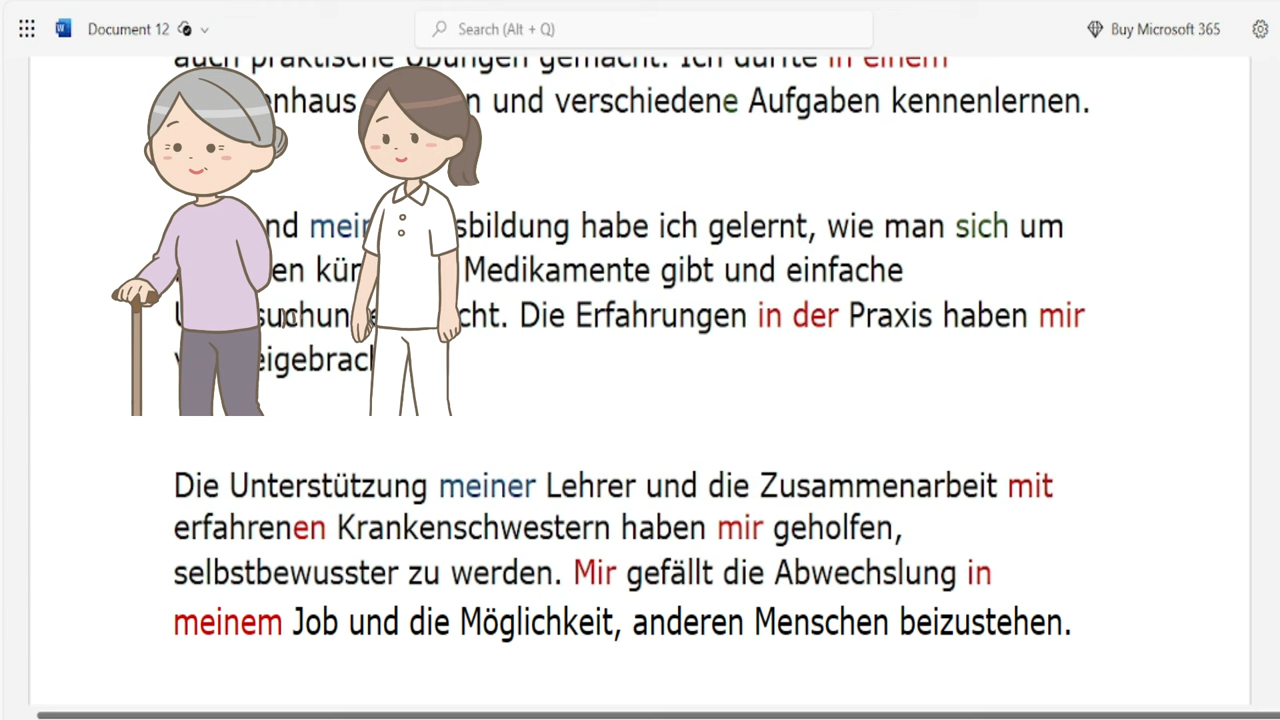 Document 12
Search (Alt + Q)
Buy Microsoft 365
auch praktische Übungen gemacht. Ich durfte in einem
und verschiedene Aufgaben kennenlernen.
habe ich gelernt, wie man sich um
Medikamente gibt und einfache
Die Erfahrungen in der Praxis haben mir
Die Unterstützung meiner Lehrer und die Zusammenarbeit mit
erfahrenen Krankenschwestern haben mir geholfen,
selbstbewusster zu werden. Mir gefällt die Abwechslung in
meinem Job und die Möglichkeit, anderen Menschen beizustehen.